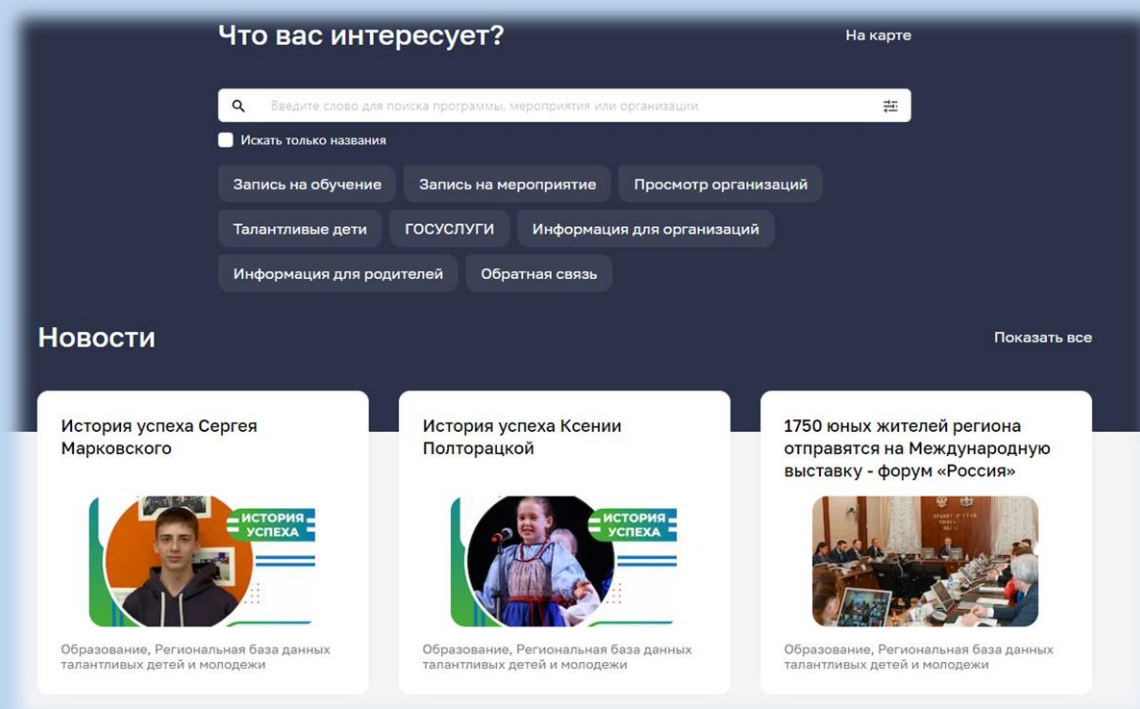 Что вас интересует?
На карте
Введите слово для поиска программы, мероприятия или организации
Искать только названия
Запись на обучение
Запись на мероприятие
Просмотр организаций
Талантливые дети
ГОСУСЛУГИ
Информация для организаций
Информация для родителей
Обратная связь
Новости
Показать все
История успеха Сергея
Марковского
ИСТОРИЯ
УСПЕХА
Образование, Региональная база данных
талантливых детей и молодежи
История успеха Ксении
Полторацкой
ИСТОРИЯ
УСПЕХА
Образование, Региональная база данных
талантливых детей и молодежи
1750 юных жителей региона
отправятся на Международную
выставку - форум «Россия»
Образование, Региональная база данных
талантливых детей и молодежи